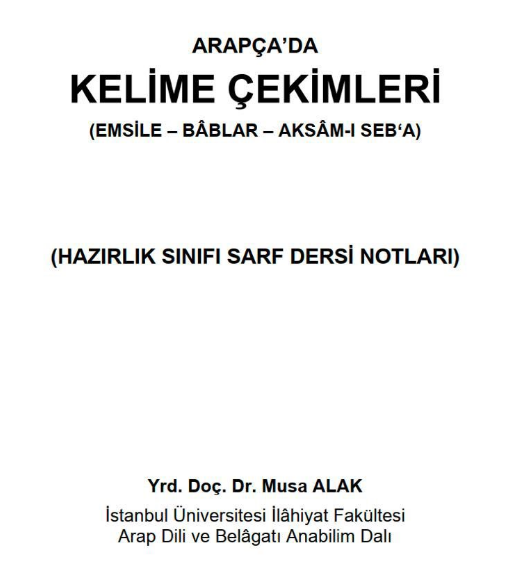 ARAPÇA’DA
KELİME ÇEKİMLERİ
(EMSİLE – BÂBLAR – AKSÂM-I SEB‘A)
(HAZIRLIK SINIFI SARF DERSİ NOTLARI)
Yrd. Doç. Dr. Musa ALAK
İstanbul Üniversitesi İlâhiyat Fakültesi
Arap Dili ve Belâgatı Anabilim Dalı